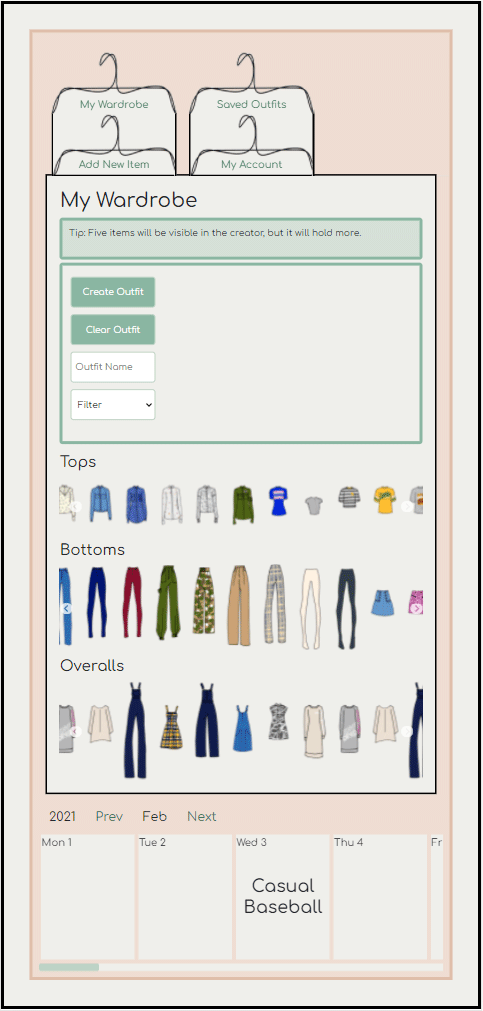 My Wardrobe
Saved Outfits
Add New Item
My Account
My Wardrobe
Tip: Five items will be visible in the creator, but it will hold more.
Create Outfit
Clear Outfit
Outfit Name
Filter
Tops
Bottoms
Overalls
2021 Prev Feb Next
Mon 1 Tue 2 Wed 3 Thu 4 Fr
Casual
Baseball